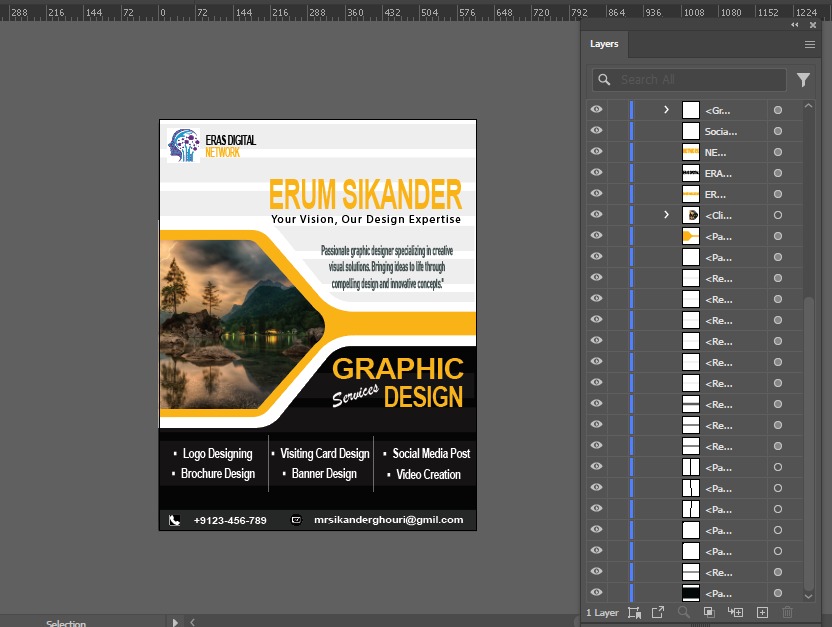 288 216 144 72 0 72 144 216 288 360 432 504 576 648 720 792 864 936 1008 1080 1152 1224
Layers
Search All
<Gr...
Socia...
NE...
ERA...
ER...
<Cli...
<Pa...
<Pa...
<Re...
<Re...
<Re...
<Re...
<Re...
<Re...
<Re...
<Re...
<Re...
<Pa...
<Pa...
<Pa...
<Pa...
<Pa...
<Re...
<Pa...
1 Layer
ERAS DIGITAL
NETWORK
ERUM SIKANDER
Your Vision, Our Design Expertise
Passionate graphic designer specializing in creative
visual solutions. Bringing ideas to life through
compelling design and innovative concepts."
GRAPHIC
Services DESIGN
• Logo Designing • Visiting Card Design • Social Media Post
• Brochure Design • Banner Design • Video Creation
+9123-456-789 mrsikanderghouri@gmil.com
Selection